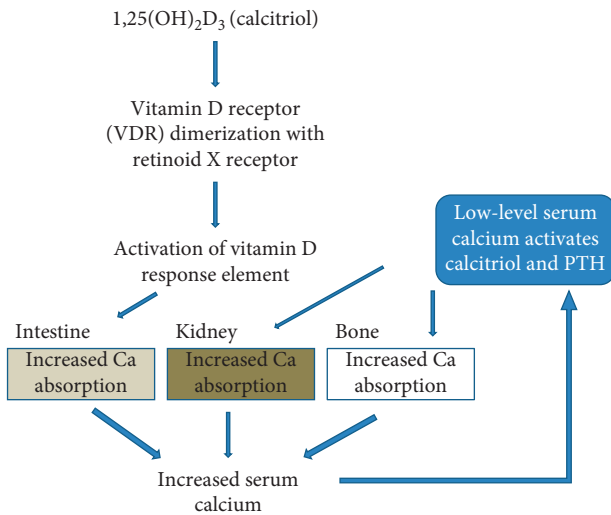 1,25(OH)₂D₃ (calcitriol)
Vitamin D receptor
(VDR) dimerization with
retinoid X receptor
Activation of vitamin D
response element
Low-level serum
calcium activates
calcitriol and PTH
Intestine
Increased Ca
absorption
Kidney
Increased Ca
absorption
Bone
Increased Ca
absorption
Increased serum
calcium